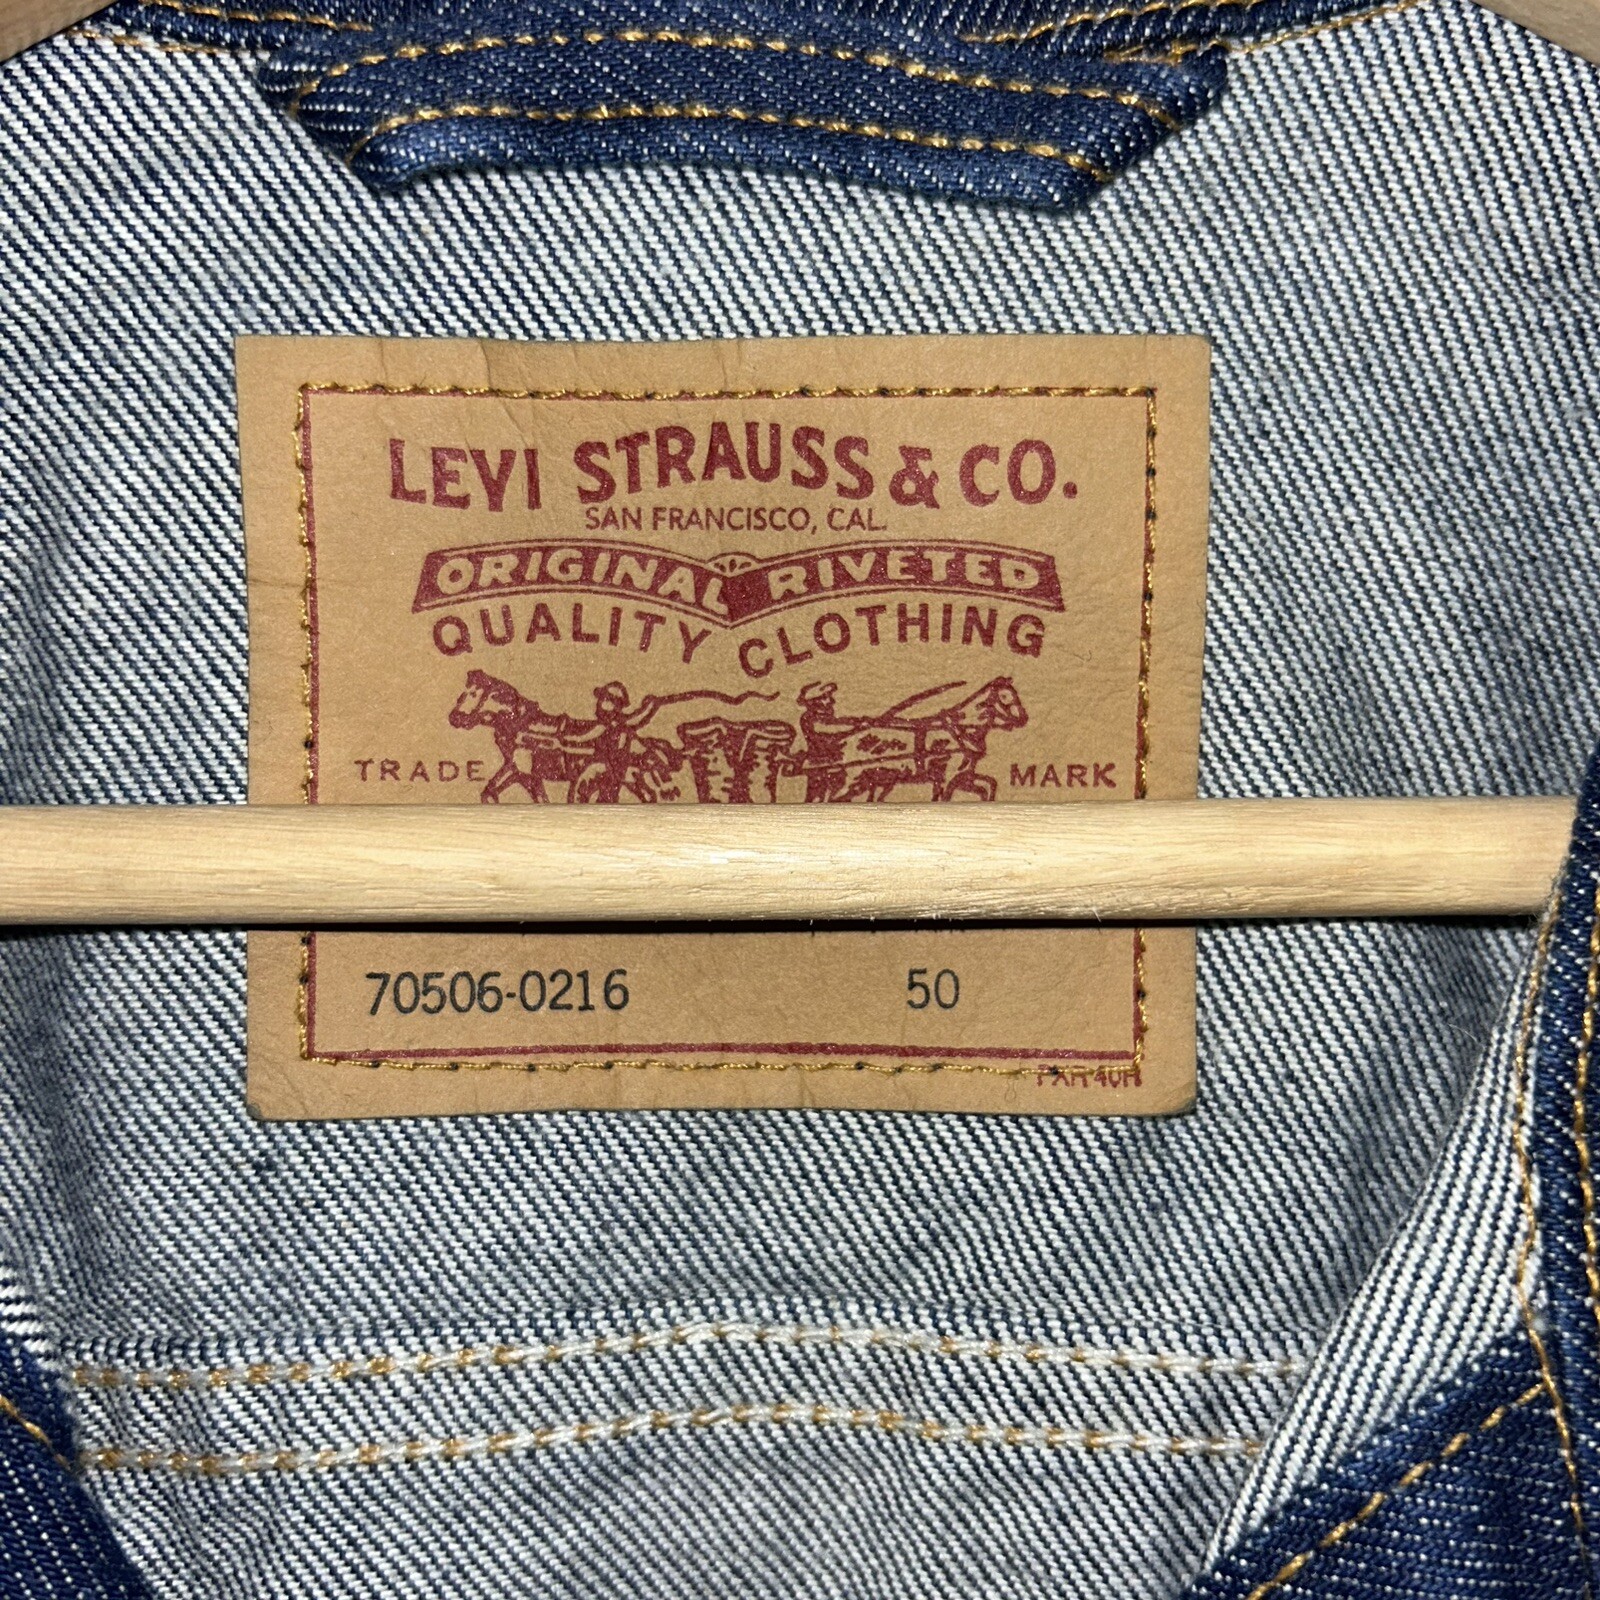 LEVI STRAUSS & CO.
SAN FRANCISCO, CAL.
ORIGINAL RIVETED
QUALITY CLOTHING
TRADE MARK
70506-0216 50